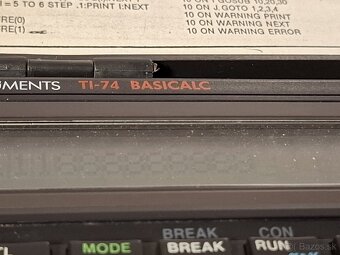 = 5 TO 6 STEP .1:PRINT I:NEXT
10 ON I GOSUB 10,20,30
10 ON J.GOTO 1,2,3,4
TURE(0)
10 ON WARNING PRINT
TURE(1)
10 ON WARNING NEXT
10 ON WARNING ERROR
UMENTS TI-74 BASICALC
BREAK CON
MODE BREAK RUN
Bazos.sk